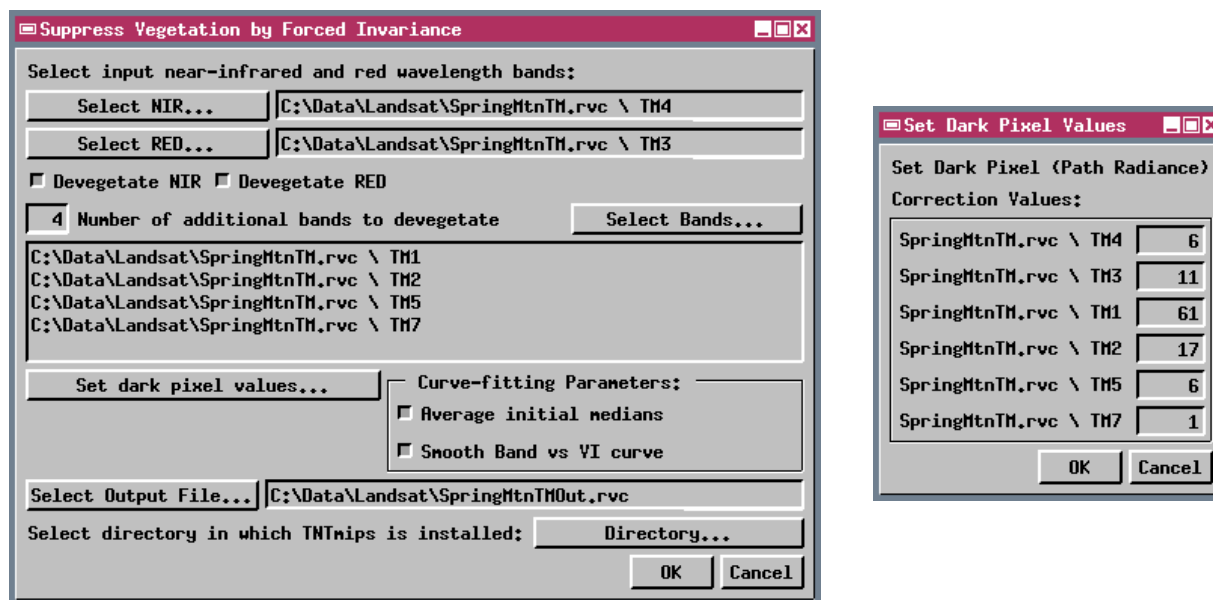 Suppress Vegetation by Forced Invariance
Select input near-infrared and red wavelength bands:
Select NIR... C:\Data\Landsat\SpringMtnTM.rvc \ TM4
Select RED... C:\Data\Landsat\SpringMtnTM.rvc \ TM3
Devegetate NIR Devegetate RED
4 Number of additional bands to devegetate Select Bands...
C:\Data\Landsat\SpringMtnTM.rvc \ TM1
C:\Data\Landsat\SpringMtnTM.rvc \ TM2
C:\Data\Landsat\SpringMtnTM.rvc \ TM5
C:\Data\Landsat\SpringMtnTM.rvc \ TM7
Set dark pixel values...
Curve-fitting Parameters:
Average initial medians
Smooth Band vs VI curve
Select Output File... C:\Data\Landsat\SpringMtnTMOut.rvc
Select directory in which TNTmips is installed: Directory...
OK Cancel
Set Dark Pixel Values
Set Dark Pixel (Path Radiance)
Correction Values:
SpringMtnTM.rvc \ TM4 6
SpringMtnTM.rvc \ TM3 11
SpringMtnTM.rvc \ TM1 61
SpringMtnTM.rvc \ TM2 17
SpringMtnTM.rvc \ TM5 6
SpringMtnTM.rvc \ TM7 1
OK Cancel